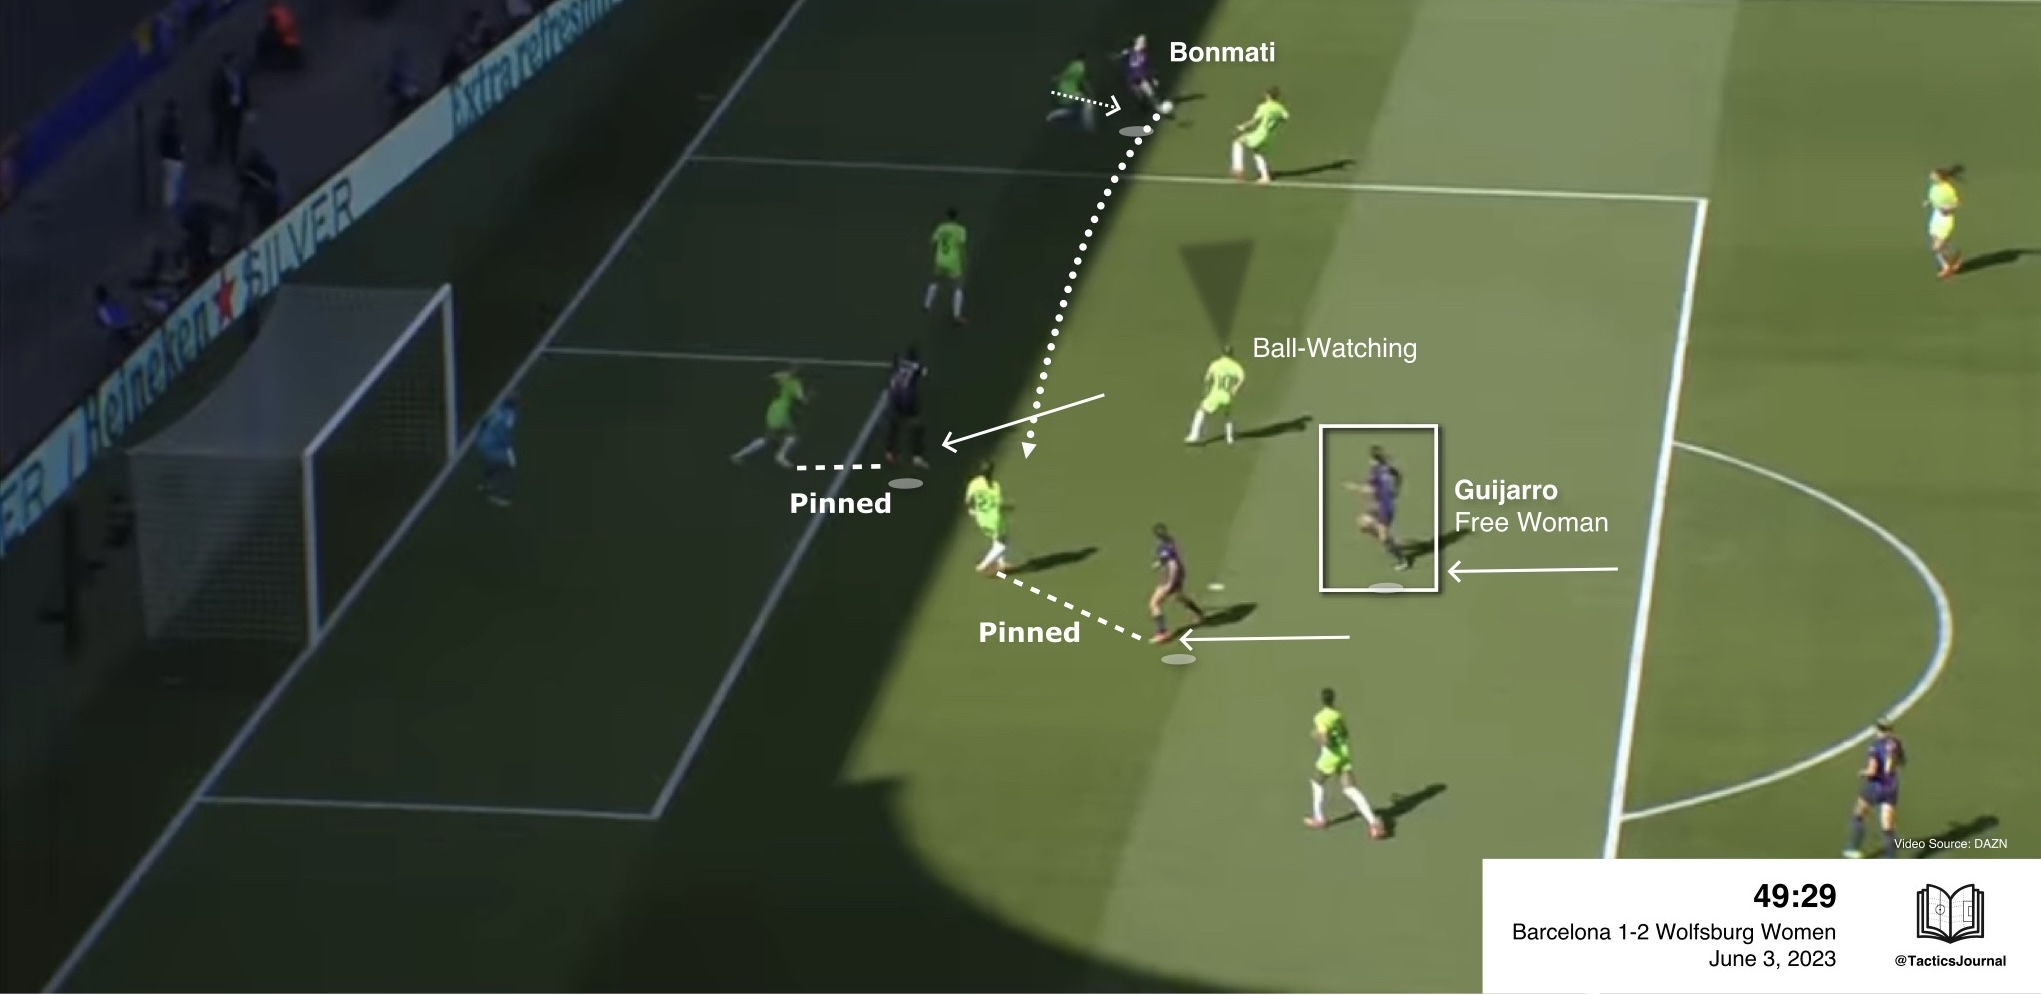 Extra refreshin
Bonmati
SILVER
Heineken
Ball-Watching
Pinned
Guijarro
Free Woman
Pinned
Video Source: DAZN
49:29
Barcelona 1-2 Wolfsburg Women
June 3, 2023
@TacticsJournal